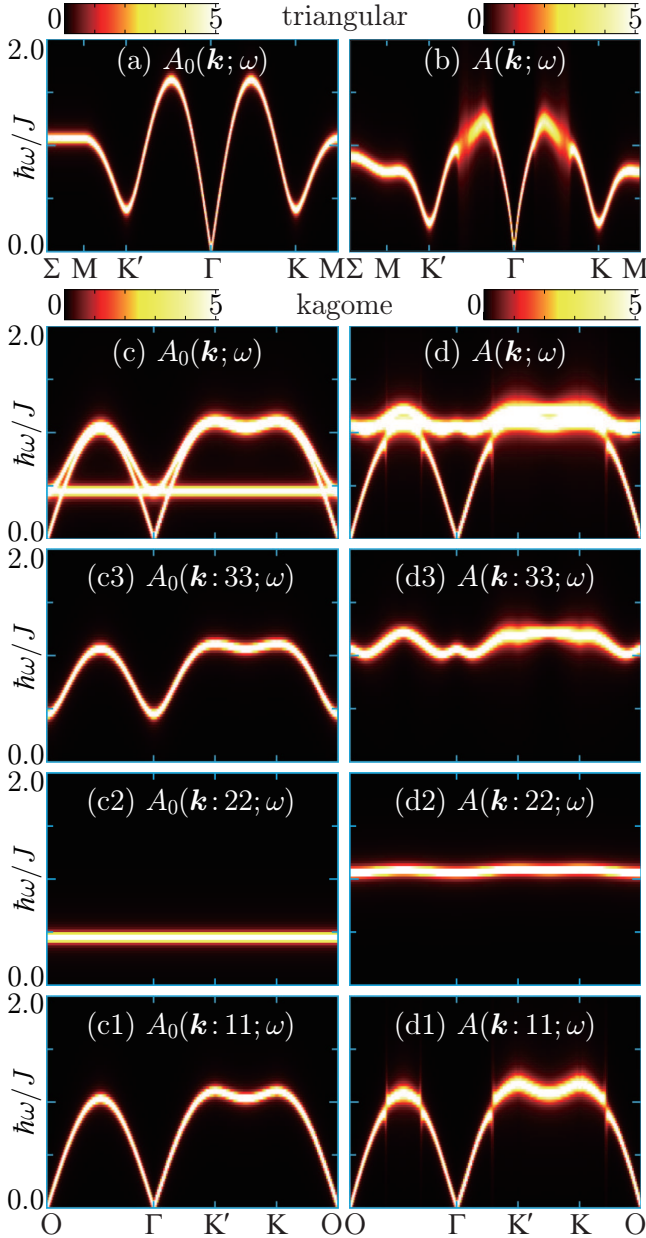 0 5 triangular 0 5
2.0 (a) A₀(k; ω) (b) A(k; ω)
ħω/J
0.0
Σ M K′ Γ K M Σ M K′ Γ K M
0 5 kagome 0 5
2.0 (c) A₀(k; ω) (d) A(k; ω)
ħω/J
0.0
2.0 (c3) A₀(k:33; ω) (d3) A(k:33; ω)
ħω/J
0.0
2.0 (c2) A₀(k:22; ω) (d2) A(k:22; ω)
ħω/J
0.0
2.0 (c1) A₀(k:11; ω) (d1) A(k:11; ω)
ħω/J
0.0
O Γ K′ K O O Γ K′ K O